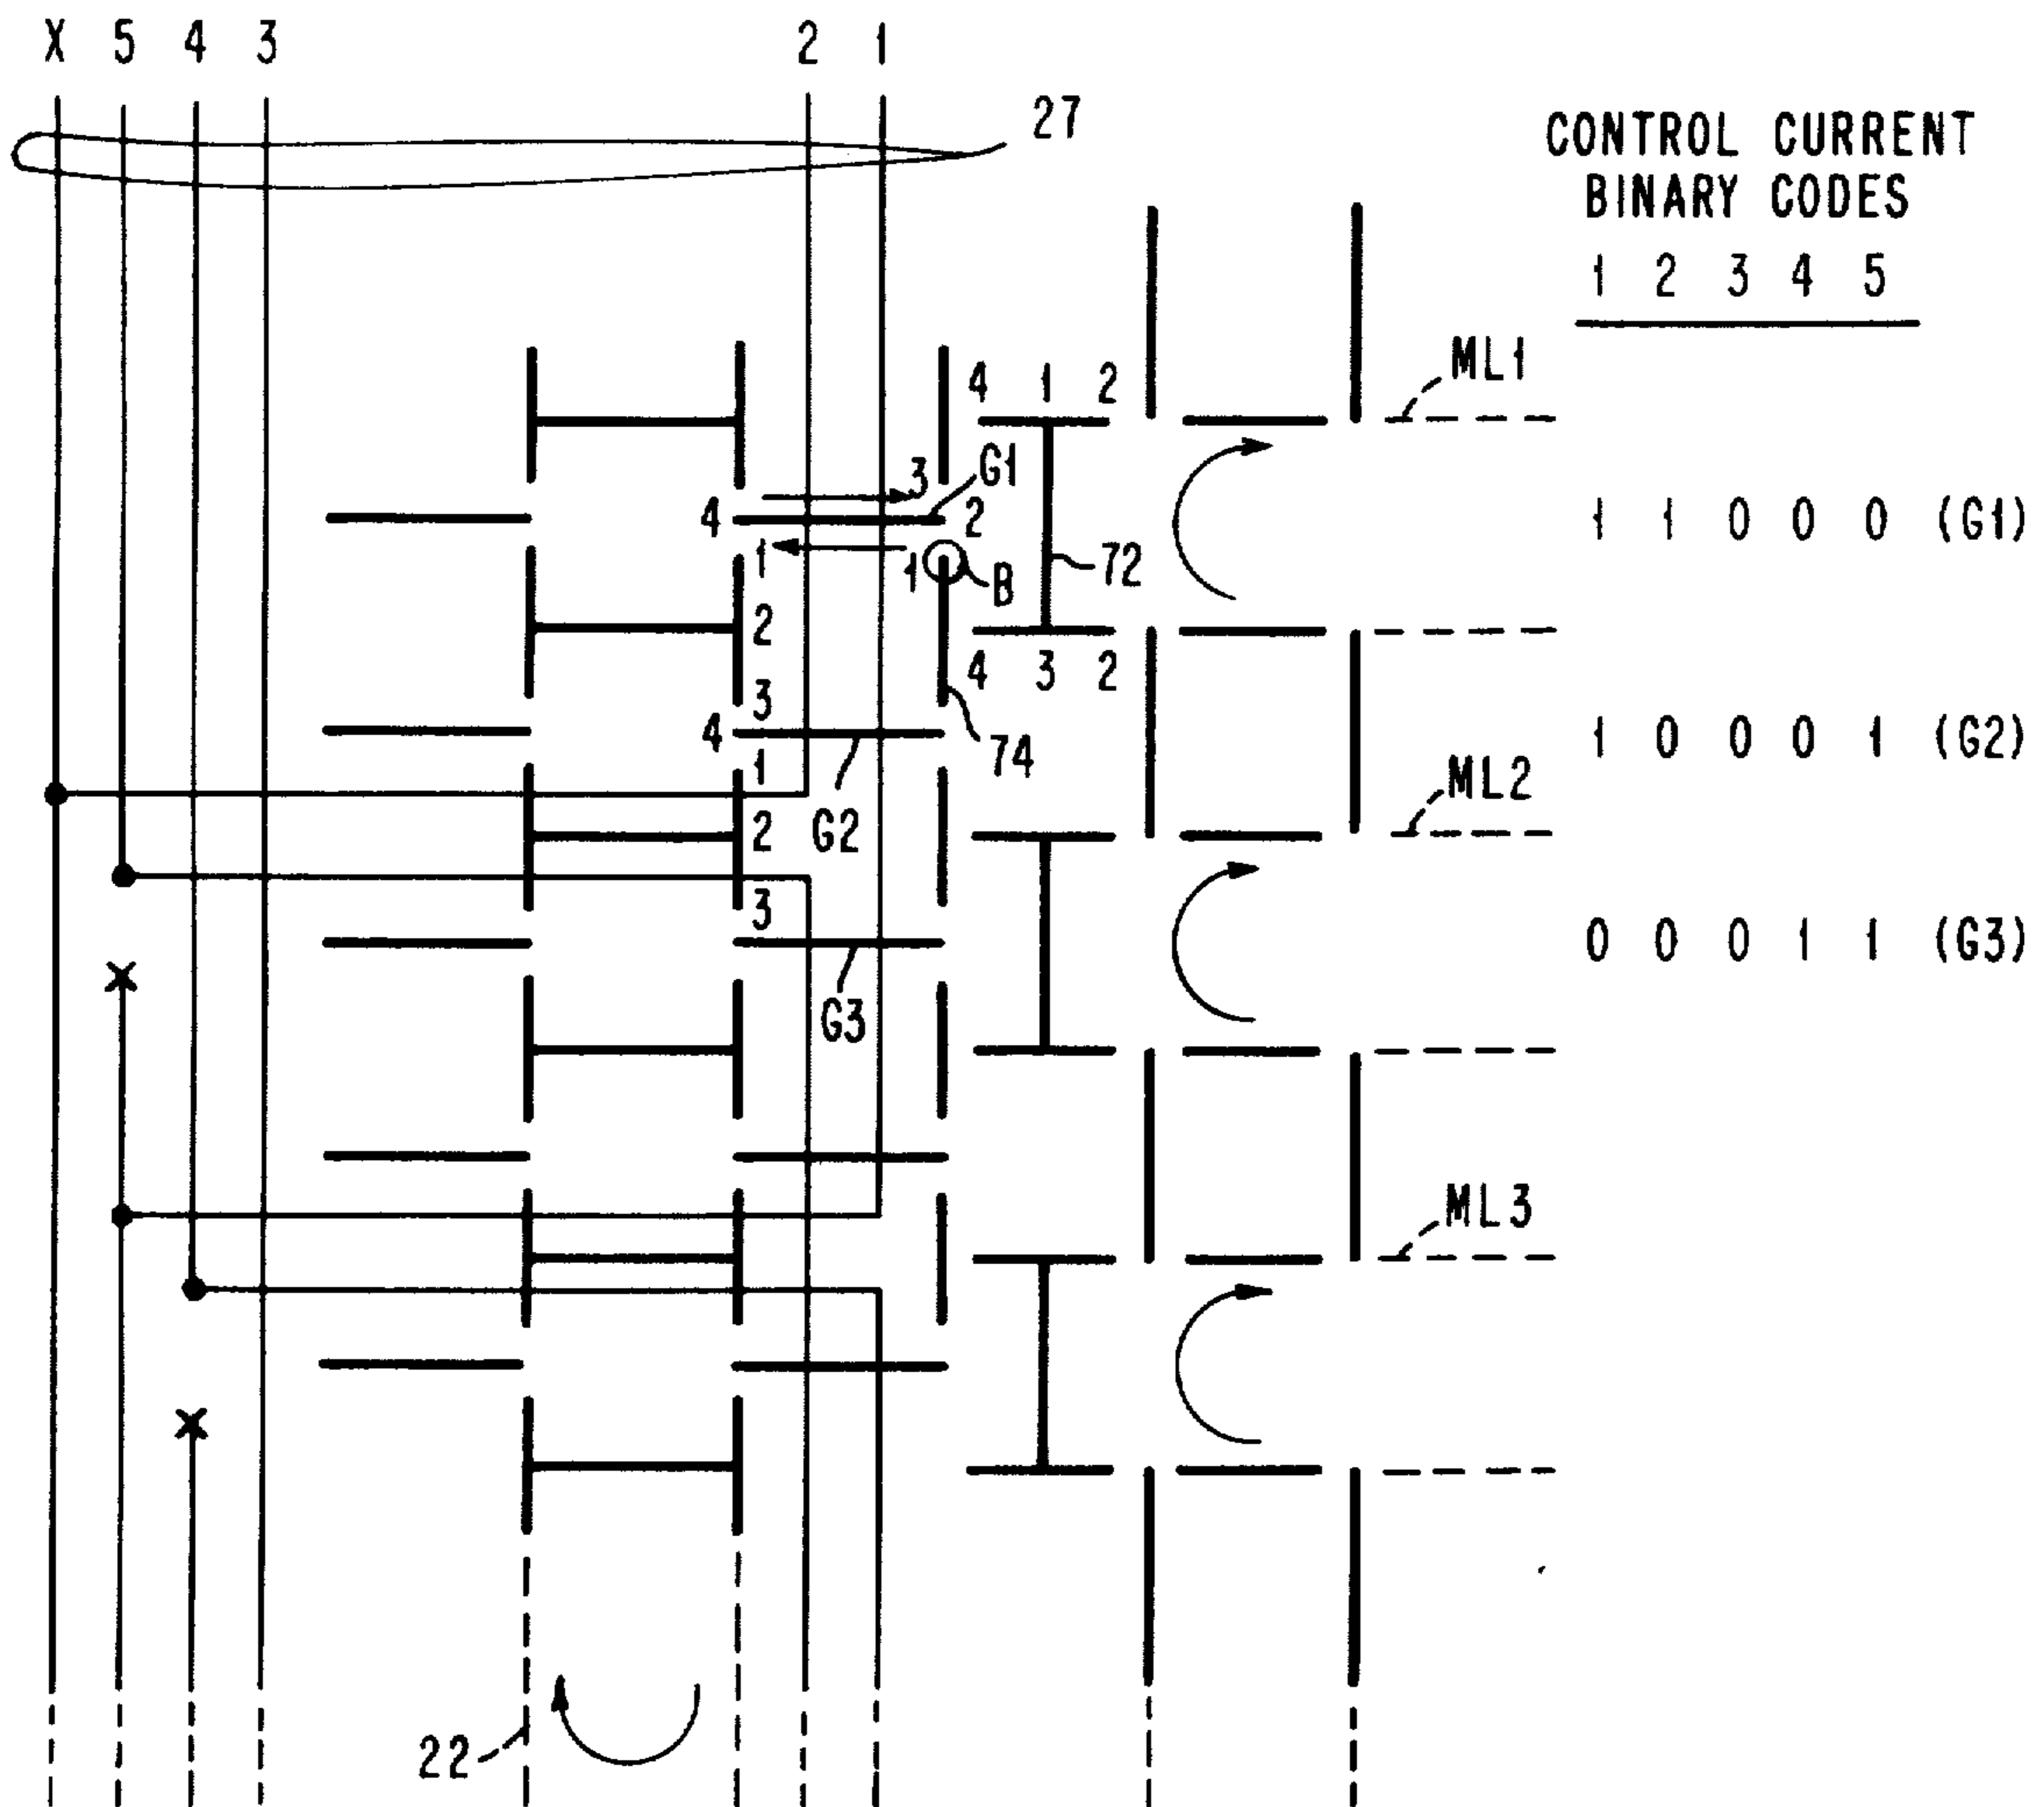 X 5 4 3 2 1
27
CONTROL CURRENT
BINARY CODES
1 2 3 4 5
ML1
4 1 2
3 G1
4 2
1 1 0 0 0 (G1)
1 1 B 72
2
4 3 2
3
4 74
1 0 0 0 1 (G2)
1
ML2
2 G2
3
0 0 0 1 1 (G3)
X
G3
ML3
X
22